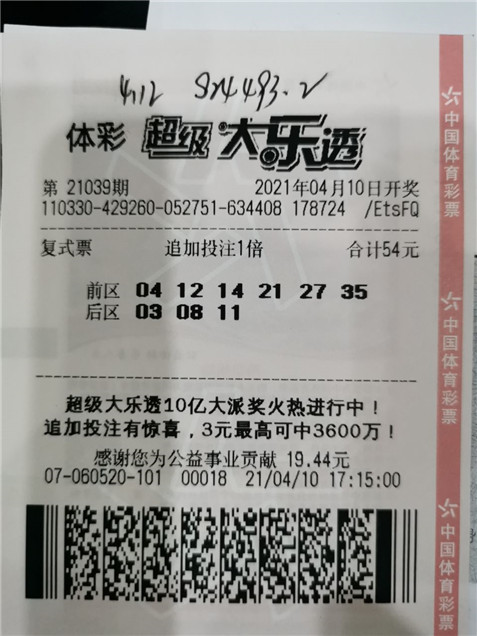 4.12 824493.2
体彩 超级大乐透
第 21039期 2021年04月10日开奖
110330-429260-052751-634408 178724 /EtsFQ
复式票 追加投注1倍 合计54元
前区 04 12 14 21 27 35
后区 03 08 11
超级大乐透10亿大派奖火热进行中！
追加投注有惊喜，3元最高可中3600万！
感谢您为公益事业贡献 19.44元
07-060520-101 00018 21/04/10 17:15:00
中国体育彩票
中国体育彩票
中国体育彩票